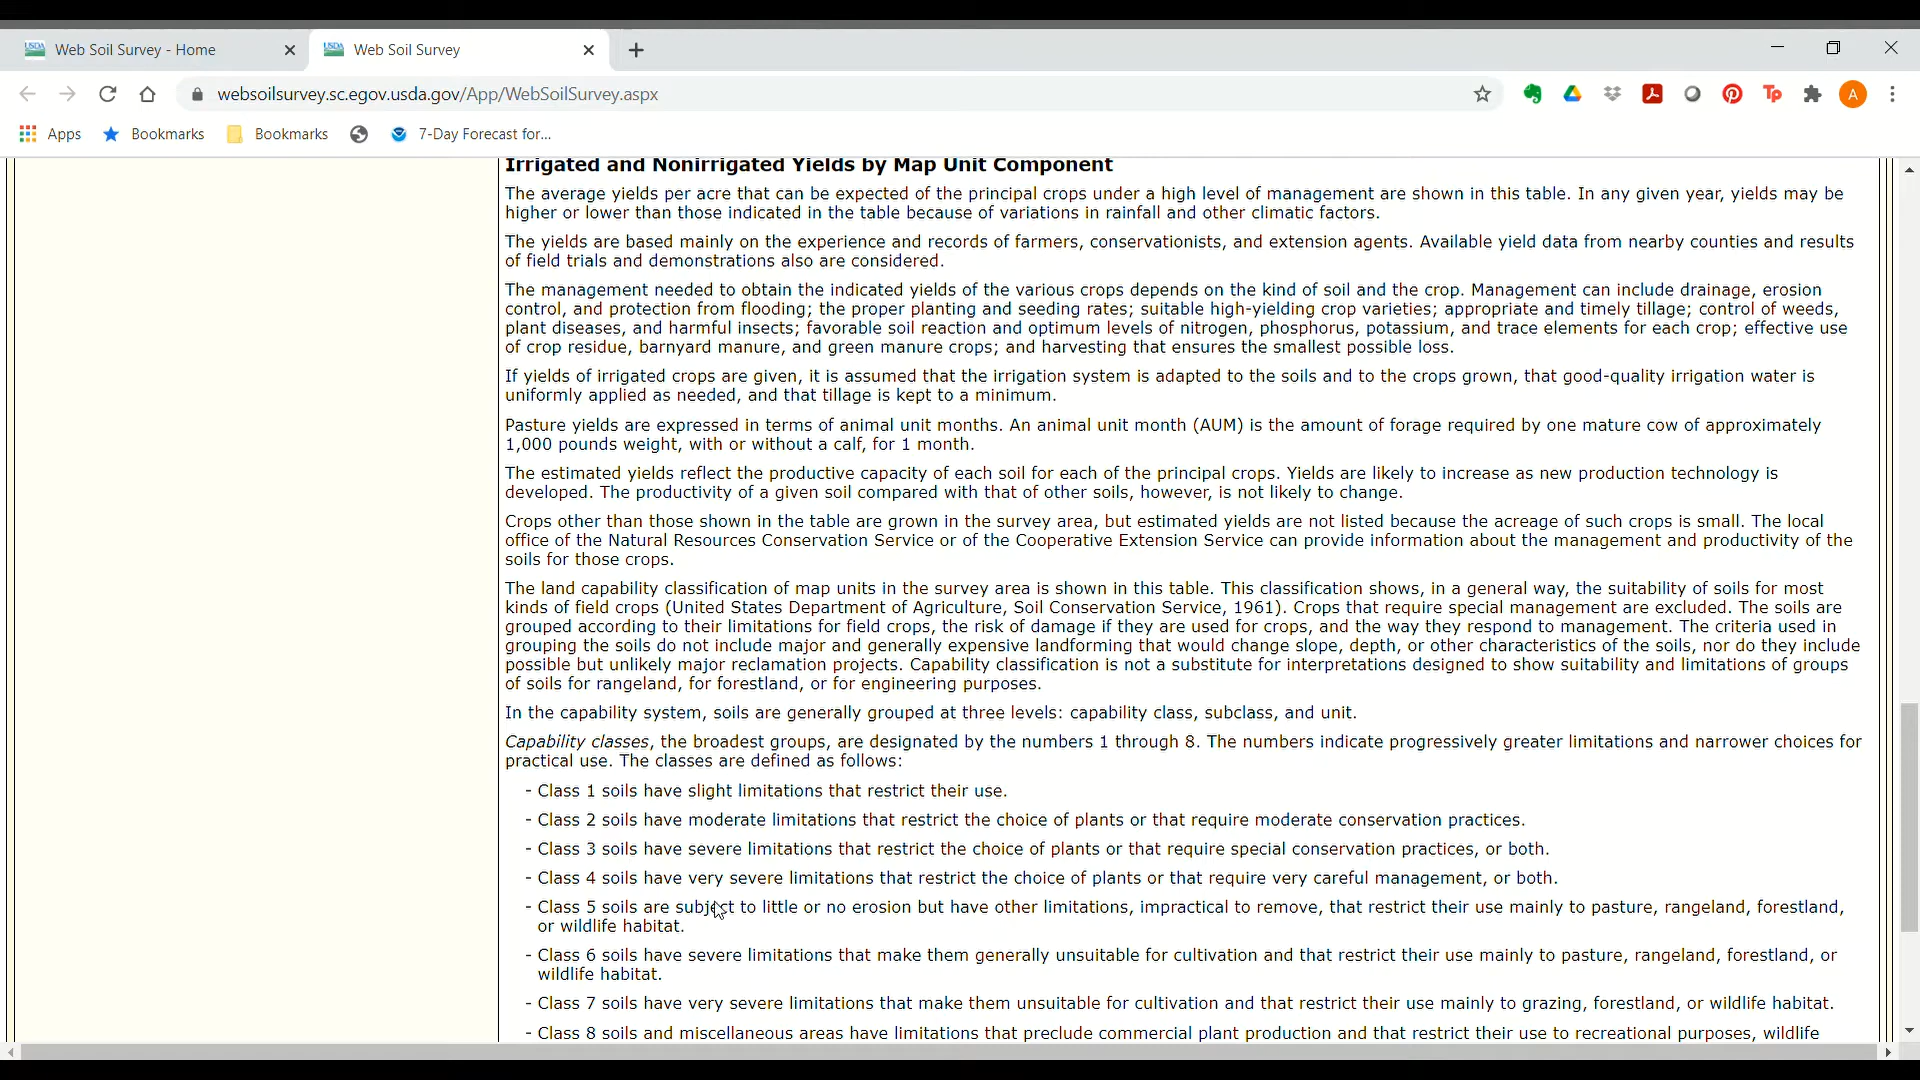 Web Soil Survey - Home
Web Soil Survey
websoilsurvey.sc.egov.usda.gov/App/WebSoilSurvey.aspx
A
Apps
Bookmarks
Bookmarks
7-Day Forecast for...
Irrigated and Nonirrigated Yields by Map Unit Component
The average yields per acre that can be expected of the principal crops under a high level of management are shown in this table. In any given year, yields may be
higher or lower than those indicated in the table because of variations in rainfall and other climatic factors.
The yields are based mainly on the experience and records of farmers, conservationists, and extension agents. Available yield data from nearby counties and results
of field trials and demonstrations also are considered.
The management needed to obtain the indicated yields of the various crops depends on the kind of soil and the crop. Management can include drainage, erosion
control, and protection from flooding; the proper planting and seeding rates; suitable high-yielding crop varieties; appropriate and timely tillage; control of weeds,
plant diseases, and harmful insects; favorable soil reaction and optimum levels of nitrogen, phosphorus, potassium, and trace elements for each crop; effective use
of crop residue, barnyard manure, and green manure crops; and harvesting that ensures the smallest possible loss.
If yields of irrigated crops are given, it is assumed that the irrigation system is adapted to the soils and to the crops grown, that good-quality irrigation water is
uniformly applied as needed, and that tillage is kept to a minimum.
Pasture yields are expressed in terms of animal unit months. An animal unit month (AUM) is the amount of forage required by one mature cow of approximately
1,000 pounds weight, with or without a calf, for 1 month.
The estimated yields reflect the productive capacity of each soil for each of the principal crops. Yields are likely to increase as new production technology is
developed. The productivity of a given soil compared with that of other soils, however, is not likely to change.
Crops other than those shown in the table are grown in the survey area, but estimated yields are not listed because the acreage of such crops is small. The local
office of the Natural Resources Conservation Service or of the Cooperative Extension Service can provide information about the management and productivity of the
soils for those crops.
The land capability classification of map units in the survey area is shown in this table. This classification shows, in a general way, the suitability of soils for most
kinds of field crops (United States Department of Agriculture, Soil Conservation Service, 1961). Crops that require special management are excluded. The soils are
grouped according to their limitations for field crops, the risk of damage if they are used for crops, and the way they respond to management. The criteria used in
grouping the soils do not include major and generally expensive landforming that would change slope, depth, or other characteristics of the soils, nor do they include
possible but unlikely major reclamation projects. Capability classification is not a substitute for interpretations designed to show suitability and limitations of groups
of soils for rangeland, for forestland, or for engineering purposes.
In the capability system, soils are generally grouped at three levels: capability class, subclass, and unit.
Capability classes, the broadest groups, are designated by the numbers 1 through 8. The numbers indicate progressively greater limitations and narrower choices for
practical use. The classes are defined as follows:
- Class 1 soils have slight limitations that restrict their use.
- Class 2 soils have moderate limitations that restrict the choice of plants or that require moderate conservation practices.
- Class 3 soils have severe limitations that restrict the choice of plants or that require special conservation practices, or both.
- Class 4 soils have very severe limitations that restrict the choice of plants or that require very careful management, or both.
- Class 5 soils are subject to little or no erosion but have other limitations, impractical to remove, that restrict their use mainly to pasture, rangeland, forestland,
or wildlife habitat.
- Class 6 soils have severe limitations that make them generally unsuitable for cultivation and that restrict their use mainly to pasture, rangeland, forestland, or
wildlife habitat.
- Class 7 soils have very severe limitations that make them unsuitable for cultivation and that restrict their use mainly to grazing, forestland, or wildlife habitat.
- Class 8 soils and miscellaneous areas have limitations that preclude commercial plant production and that restrict their use to recreational purposes, wildlife